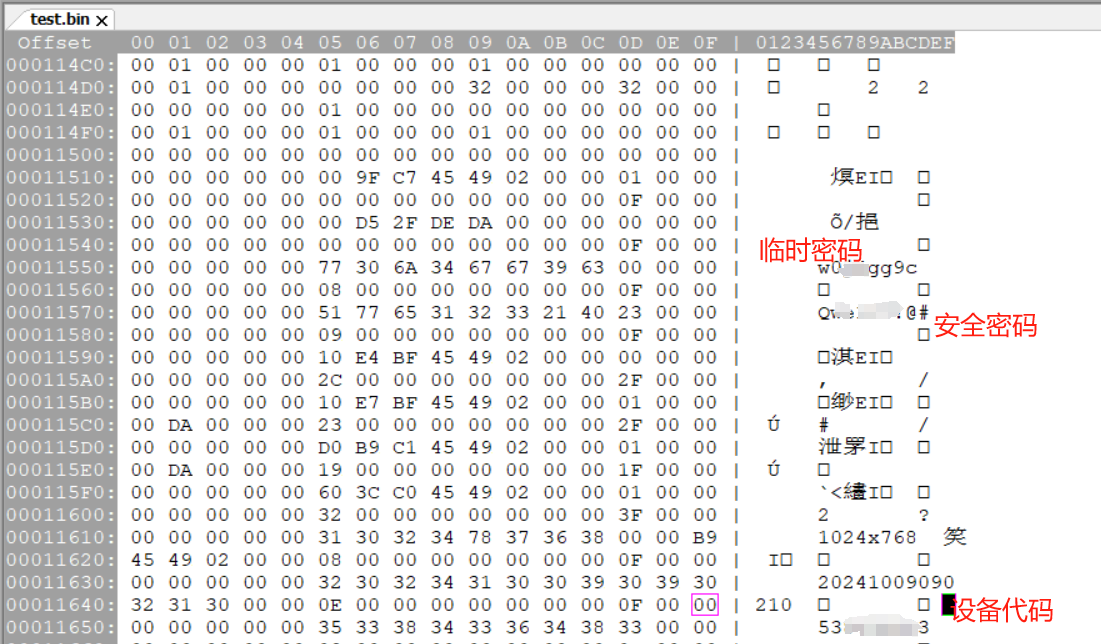 test.bin
Offset 00 01 02 03 04 05 06 07 08 09 0A 0B 0C 0D 0E 0F | 0123456789ABCDEF
000114C0: 00 01 00 00 00 01 00 00 00 01 00 00 00 00 00 00 |
000114D0: 00 01 00 00 00 00 00 00 00 32 00 00 00 32 00 00 | 2 2
000114E0: 00 00 00 00 00 01 00 00 00 00 00 00 00 00 00 00 |
000114F0: 00 01 00 00 00 01 00 00 00 01 00 00 00 00 00 00 |
00011500: 00 00 00 00 00 00 00 00 00 00 00 00 00 00 00 00 |
00011510: 00 00 00 00 00 00 9F C7 45 49 02 00 00 01 00 00 | EI
00011520: 00 00 00 00 00 00 00 00 00 00 00 00 00 0F 00 00 |
00011530: 00 00 00 00 00 00 D5 2F DE DA 00 00 00 00 00 00 | õ/挹
00011540: 00 00 00 00 00 00 00 00 00 00 00 00 00 0F 00 00 |
临时密码
00011550: 00 00 00 00 00 77 30 6A 34 67 67 39 63 00 00 00 | w0 gg9c
00011560: 00 00 00 00 00 08 00 00 00 00 00 00 00 0F 00 00 |
00011570: 00 00 00 00 00 51 77 65 31 32 33 21 40 23 00 00 | Qwe !@#
安全密码
00011580: 00 00 00 00 00 09 00 00 00 00 00 00 00 0F 00 00 |
00011590: 00 00 00 00 00 10 E4 BF 45 49 02 00 00 00 00 00 | 淇EI
000115A0: 00 00 00 00 00 2C 00 00 00 00 00 00 00 2F 00 00 | , /
000115B0: 00 00 00 00 00 10 E7 BF 45 49 02 00 00 01 00 00 | 缈EI
000115C0: 00 DA 00 00 00 23 00 00 00 00 00 00 00 2F 00 00 | Ú # /
000115D0: 00 00 00 00 00 D0 B9 C1 45 49 02 00 00 01 00 00 | I
000115E0: 00 DA 00 00 00 19 00 00 00 00 00 00 00 1F 00 00 | Ú
000115F0: 00 00 00 00 00 60 3C C0 45 49 02 00 00 01 00 00 | `< I
00011600: 00 00 00 00 00 32 00 00 00 00 00 00 00 3F 00 00 | 2 ?
00011610: 00 00 00 00 00 31 30 32 34 78 37 36 38 00 00 B9 | 1024x768
00011620: 45 49 02 00 00 08 00 00 00 00 00 00 00 0F 00 00 | I
00011630: 00 00 00 00 00 32 30 32 34 31 30 30 39 30 39 30 | 20241009090
00011640: 32 31 30 00 00 0E 00 00 00 00 00 00 00 0F 00 00 | 210
设备代码
00011650: 00 00 00 00 00 35 33 38 34 33 36 34 38 33 00 00 | 53 3